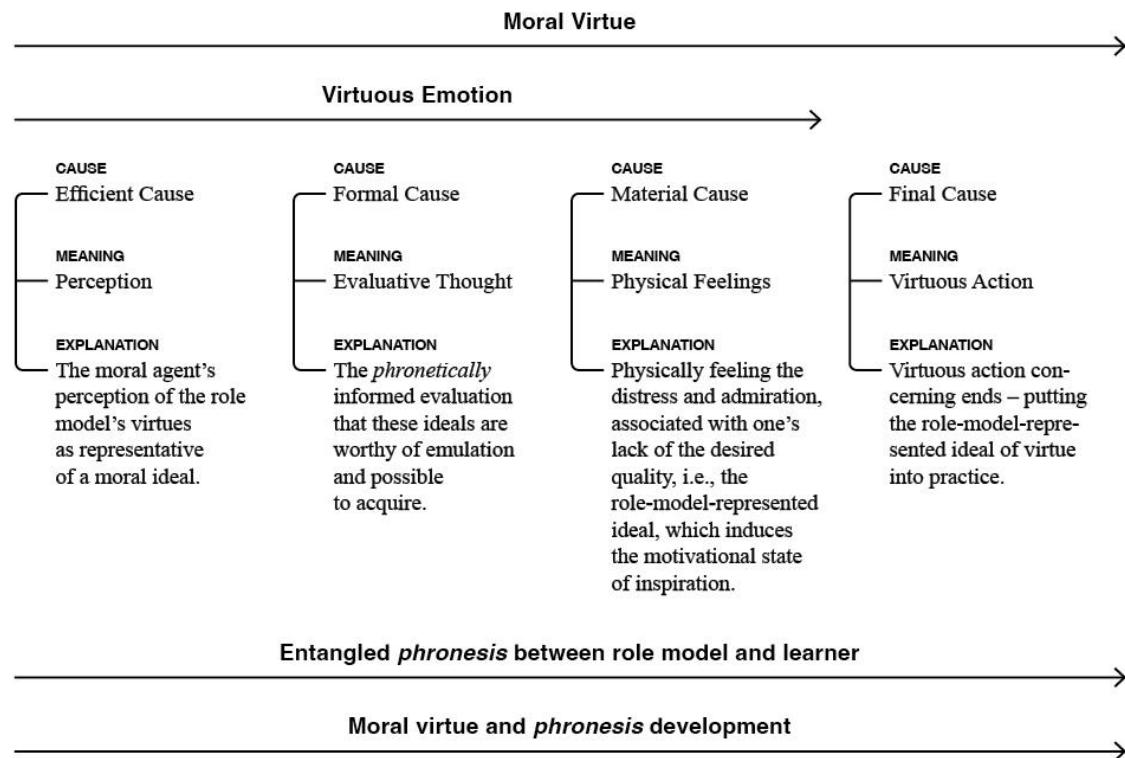 Moral Virtue
Virtuous Emotion
CAUSE
Efficient Cause
MEANING
Perception
EXPLANATION
The moral agent's
perception of the role
model's virtues
as representative
of a moral ideal.
CAUSE
Formal Cause
MEANING
Evaluative Thought
EXPLANATION
The phronetically
informed evaluation
that these ideals are
worthy of emulation
and possible
to acquire.
CAUSE
Material Cause
MEANING
Physical Feelings
EXPLANATION
Physically feeling the
distress and admiration,
associated with one's
lack of the desired
quality, i.e., the
role-model-represented
ideal, which induces
the motivational state
of inspiration.
CAUSE
Final Cause
MEANING
Virtuous Action
EXPLANATION
Virtuous action con-
cerning ends – putting
the role-model-repre-
sented ideal of virtue
into practice.
Entangled phronesis between role model and learner
Moral virtue and phronesis development